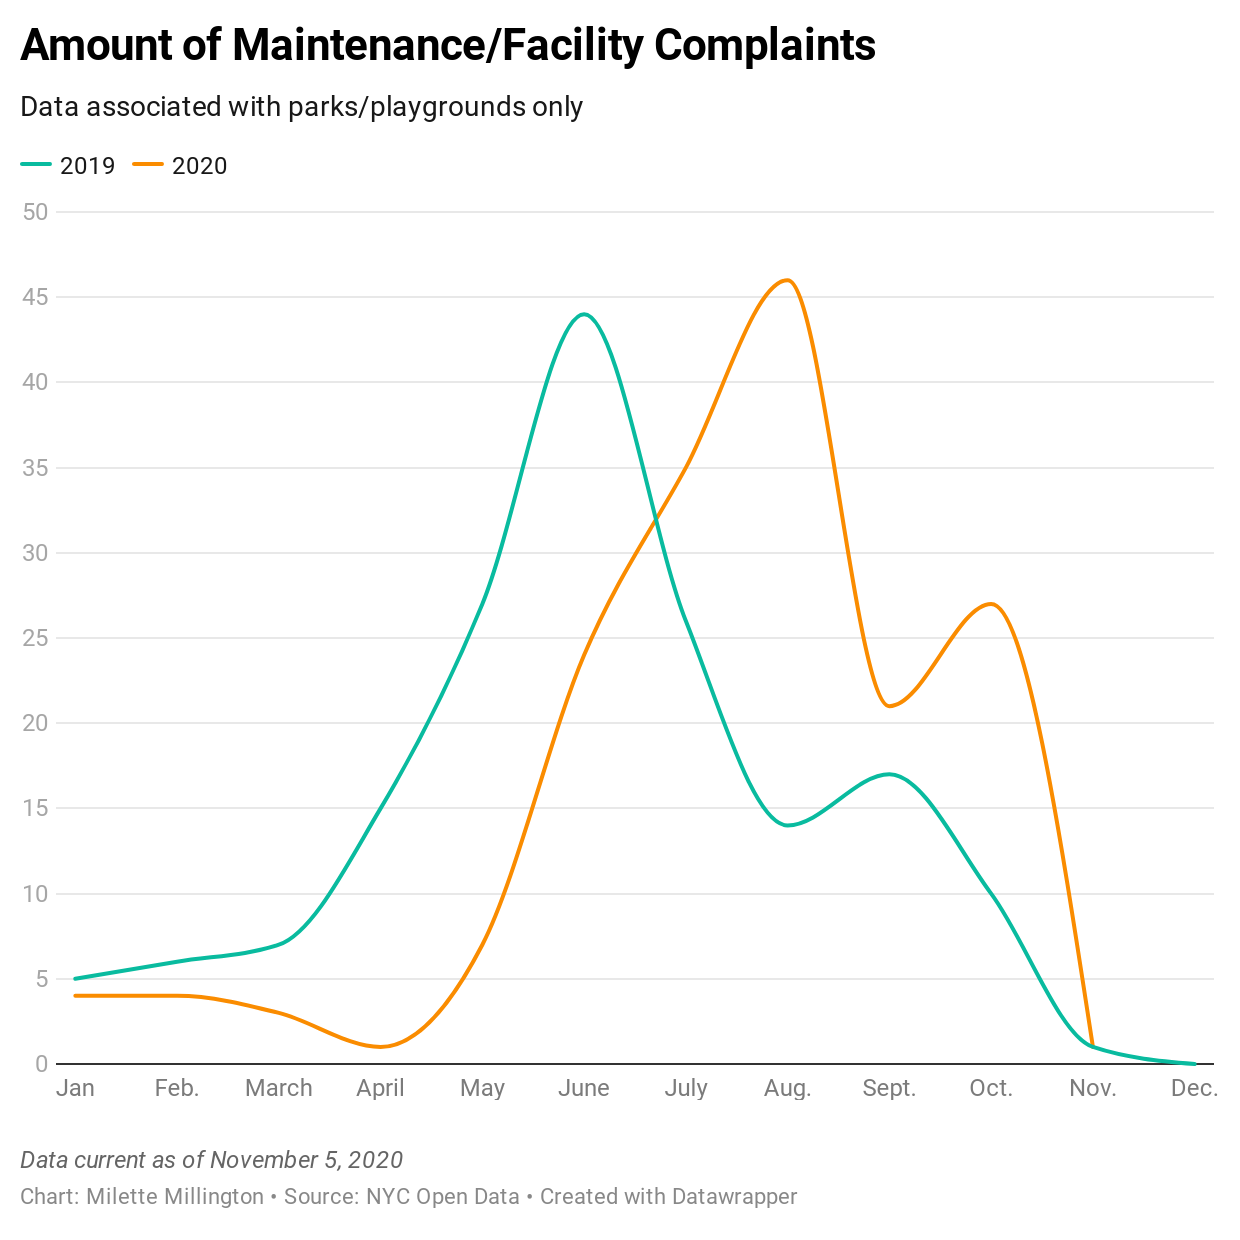 Amount of Maintenance/Facility Complaints
Data associated with parks/playgrounds only
2019 2020
50
45
40
35
30
25
20
15
10
5
0
Jan Feb. March April May June July Aug. Sept. Oct. Nov. Dec.
Data current as of November 5, 2020
Chart: Milette Millington • Source: NYC Open Data • Created with Datawrapper